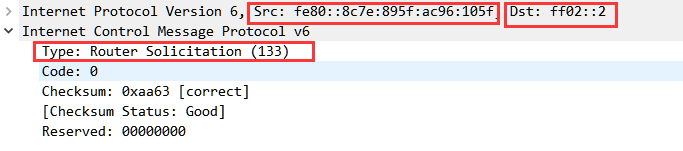 Internet Protocol Version 6, Src: fe80::8c7e:895f:ac96:105f, Dst: ff02::2
Internet Control Message Protocol v6
Type: Router Solicitation (133)
Code: 0
Checksum: 0xaa63 [correct]
[Checksum Status: Good]
Reserved: 00000000